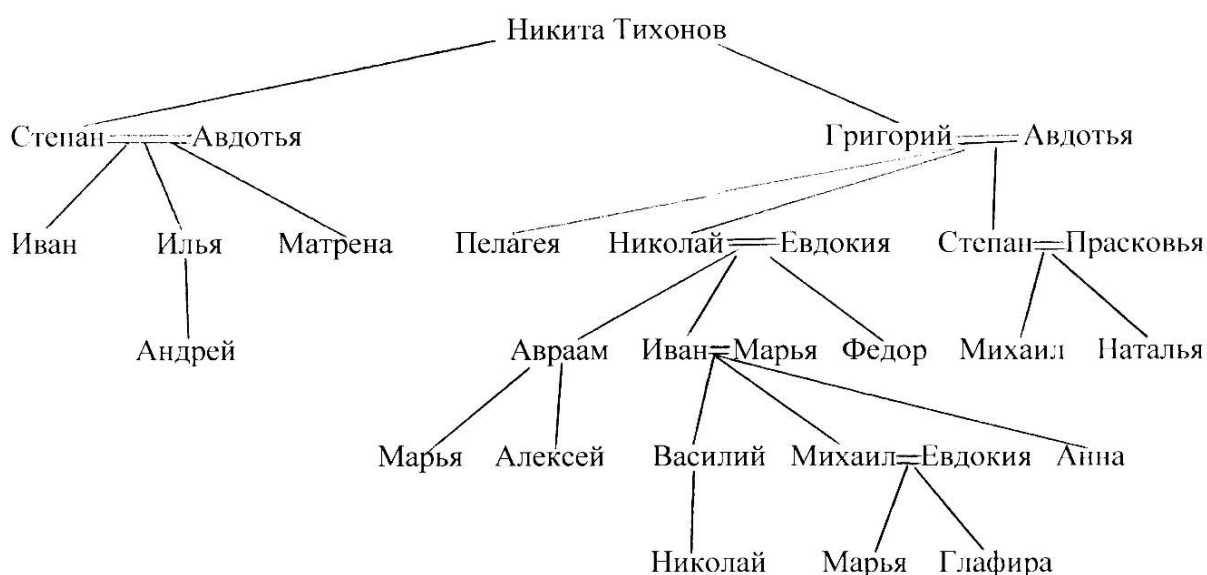 Никита Тихонов
Степан Авдотья Григорий Авдотья
Иван Илья Матрена Пелагея Николай Евдокия Степан Прасковья
Андрей Авраам Иван Марья Федор Михаил Наталья
Марья Алексей Василий Михаил Евдокия Анна
Николай Марья Глафира